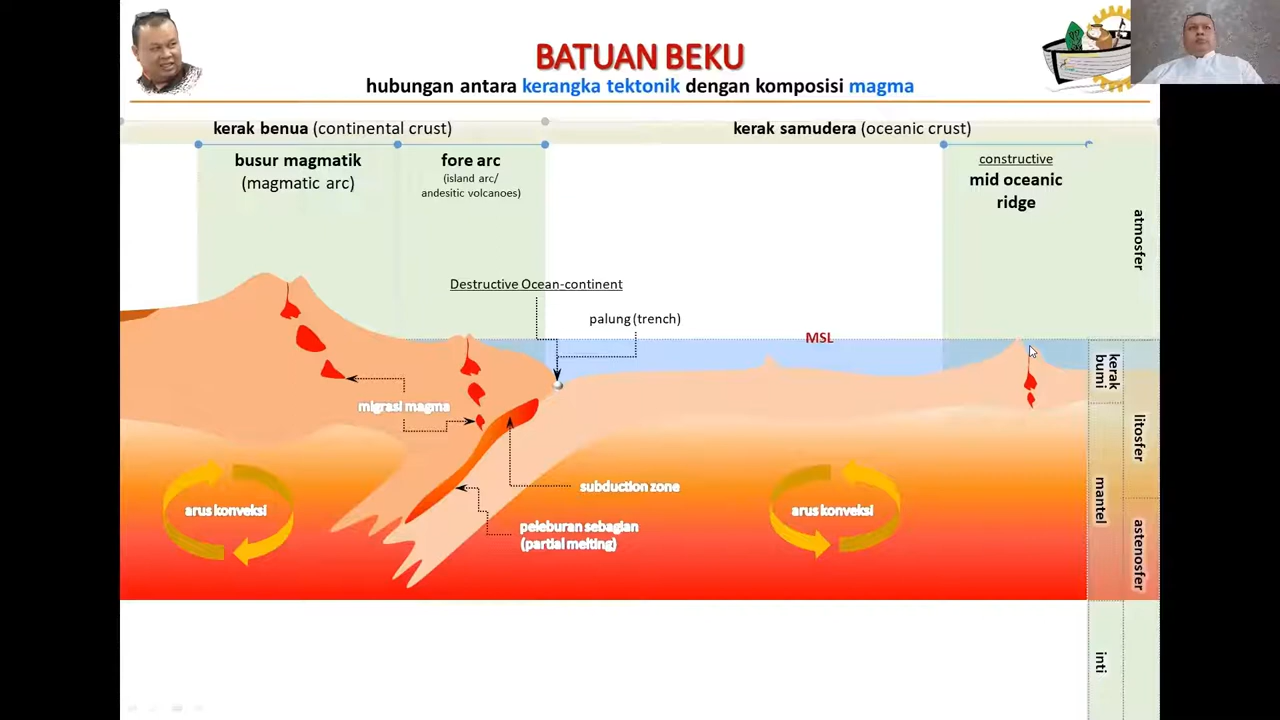 BATUAN BEKU
hubungan antara kerangka tektonik dengan komposisi magma
kerak benua (continental crust)
kerak samudera (oceanic crust)
busur magmatik
(magmatic arc)
fore arc
(island arc/
andesitic volcanoes)
constructive
mid oceanic
ridge
atmosfer
Destructive Ocean-continent
palung (trench)
MSL
kerak
bumi
migrasi magma
litosfer
subduction zone
arus konveksi
arus konveksi
mantel
peleburan sebagian
(partial melting)
astenosfer
inti